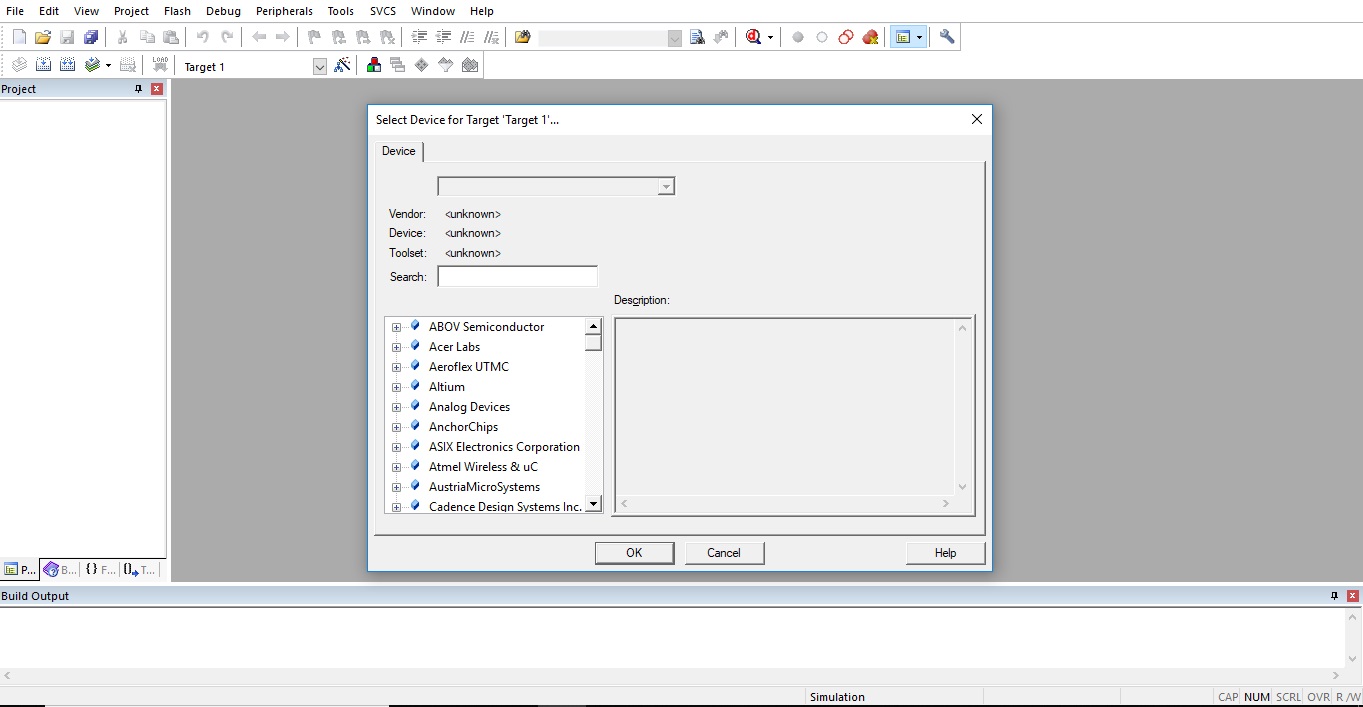 File Edit View Project Flash Debug Peripherals Tools SVCS Window Help
LOAD Target 1
Project
Select Device for Target 'Target 1'...
Device
Vendor: <unknown>
Device: <unknown>
Toolset: <unknown>
Search:
Description:
ABOV Semiconductor
Acer Labs
Aeroflex UTMC
Altium
Analog Devices
AnchorChips
ASIX Electronics Corporation
Atmel Wireless & uC
AustriaMicroSystems
Cadence Design Systems Inc.
OK Cancel Help
P... B... {} F... 0 T...
Build Output
Simulation CAP NUM SCRL OVR R /W